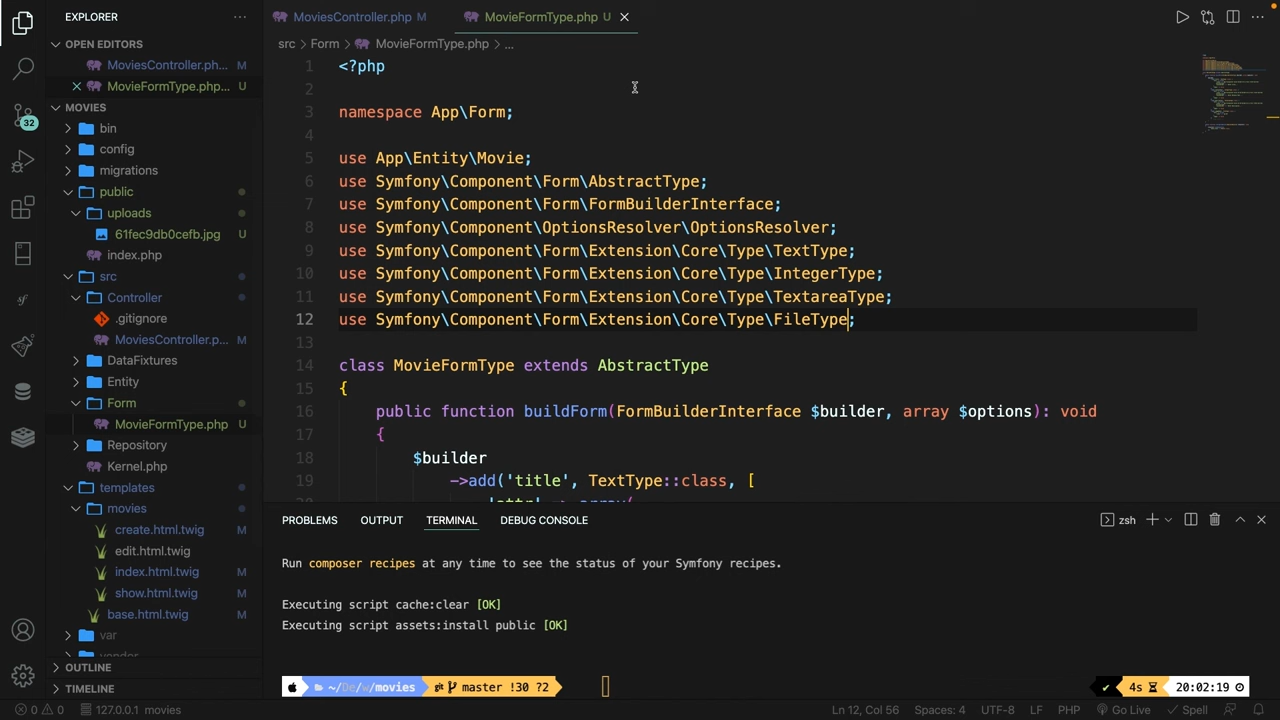 EXPLORER
MoviesController.php M
MovieFormType.php U
OPEN EDITORS
MoviesController.ph... M
MovieFormType.php... U
MOVIES
bin
config
migrations
public
uploads
61fec9db0cefb.jpg U
index.php
src
Controller
.gitignore
MoviesController.p... M
DataFixtures
Entity
Form
MovieFormType.php U
Repository
Kernel.php
templates
movies
create.html.twig M
edit.html.twig
index.html.twig M
show.html.twig M
base.html.twig M
var
OUTLINE
TIMELINE
32
src > Form > MovieFormType.php > ...
1 <?php
2
3 namespace App\Form;
4
5 use App\Entity\Movie;
6 use Symfony\Component\Form\AbstractType;
7 use Symfony\Component\Form\FormBuilderInterface;
8 use Symfony\Component\OptionsResolver\OptionsResolver;
9 use Symfony\Component\Form\Extension\Core\Type\TextType;
10 use Symfony\Component\Form\Extension\Core\Type\IntegerType;
11 use Symfony\Component\Form\Extension\Core\Type\TextareaType;
12 use Symfony\Component\Form\Extension\Core\Type\FileType;
13
14 class MovieFormType extends AbstractType
15 {
16 public function buildForm(FormBuilderInterface $builder, array $options): void
17 {
18 $builder
19 ->add('title', TextType::class, [
PROBLEMS OUTPUT TERMINAL DEBUG CONSOLE zsh
Run composer recipes at any time to see the status of your Symfony recipes.
Executing script cache:clear [OK]
Executing script assets:install public [OK]
~/De/w/movies master !30 ?2 4s 20:02:19
0 0 127.0.0.1 movies Ln 12, Col 56 Spaces: 4 UTF-8 LF PHP Go Live Spell